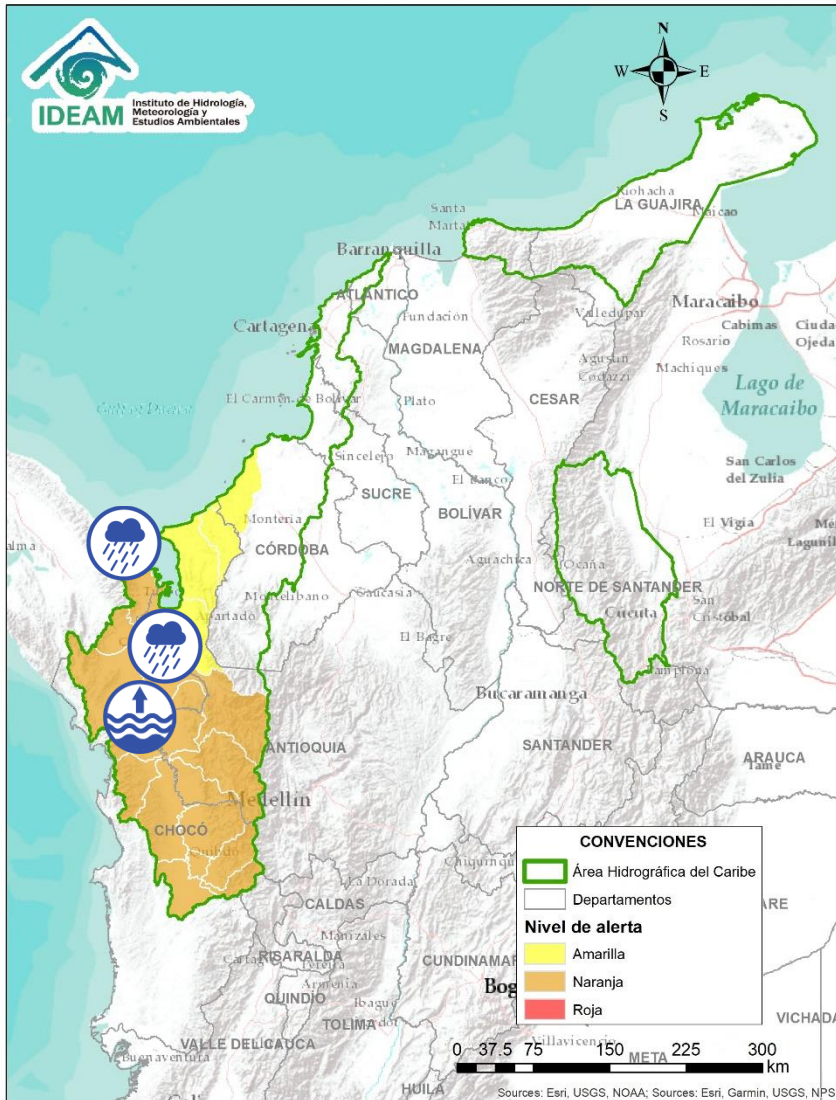 IDEAM
Instituto de Hidrología,
Meteorología y
Estudios Ambientales
N
W
E
S
Riohacha
LA GUAJIRA
Maicao
Santa
Marta
Barranquilla
ATLÁNTICO
Maracaibo
Cartagena
Fundación
Valledupar
Cabimas
Ciudad
Ojeda
Rosario
MAGDALENA
Machiques
Agustín
Codazzi
Lago de
Maracaibo
CESAR
El Carmen de Bolívar
Plato
Sincelejo
Magangué
San Carlos
del Zulia
El Banco
SUCRE
BOLÍVAR
Montería
El Vigía
CÓRDOBA
Aguachica
Ocaña
NORTE DE SANTANDER
Montelíbano
Caucasia
Cúcuta
San
Cristóbal
Apartadó
El Bagre
Pamplona
Bucaramanga
ANTIOQUIA
SANTANDER
ARAUCA
Tame
Medellín
CHOCÓ
Quibdó
La Dorada
CALDAS
Manizales
RISARALDA
Pereira
Armenia
QUINDÍO
Ibagué
TOLIMA
CUNDINAMAR
Bog
VALLE DEL CAUCA
Buenaventura
Villavicencio
META
VICHADA
HUILA
CONVENCIONES
Área Hidrográfica del Caribe
Departamentos
Nivel de alerta
Amarilla
Naranja
Roja
0 37.5 75 150 225 300
km
Sources: Esri, USGS, NOAA; Sources: Esri, Garmin, USGS, NPS